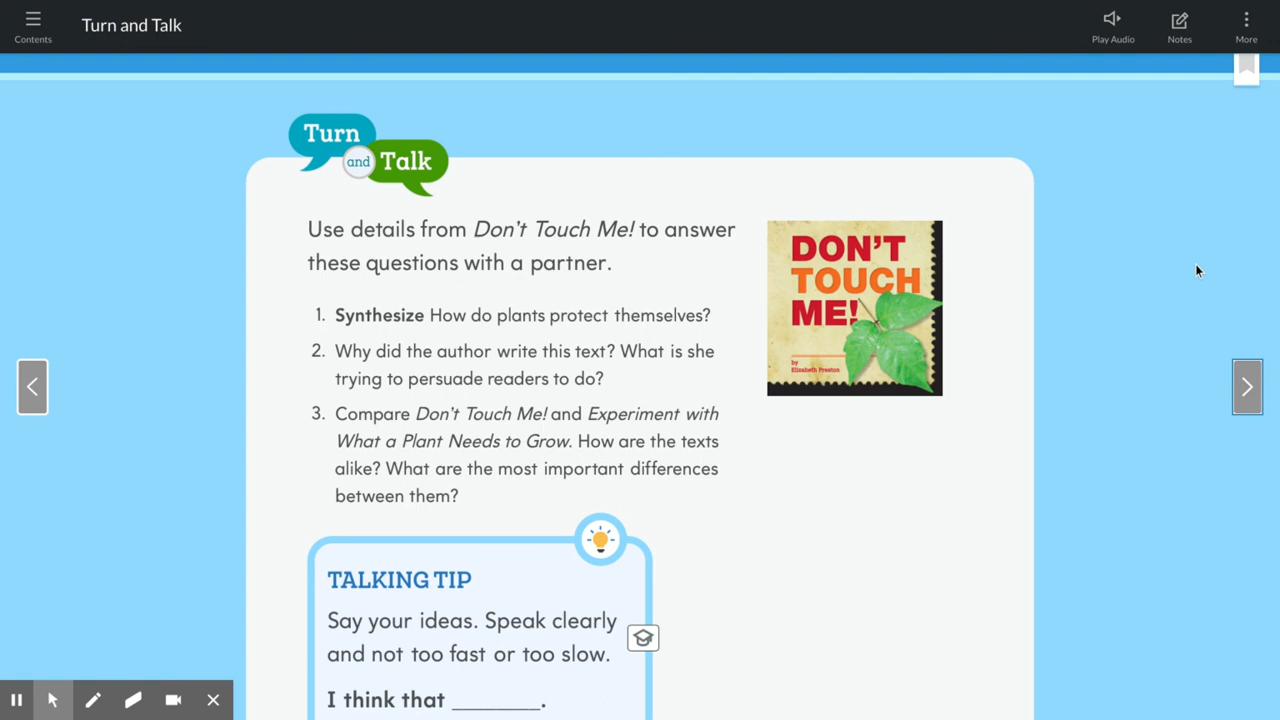 Contents
Turn and Talk
Play Audio
Notes
More
Turn
and
Talk
Use details from Don't Touch Me! to answer
these questions with a partner.
1. Synthesize How do plants protect themselves?
2. Why did the author write this text? What is she
trying to persuade readers to do?
3. Compare Don't Touch Me! and Experiment with
What a Plant Needs to Grow. How are the texts
alike? What are the most important differences
between them?
DON'T
TOUCH
ME!
by
Elizabeth Preston
TALKING TIP
Say your ideas. Speak clearly
and not too fast or too slow.
I think that ________.